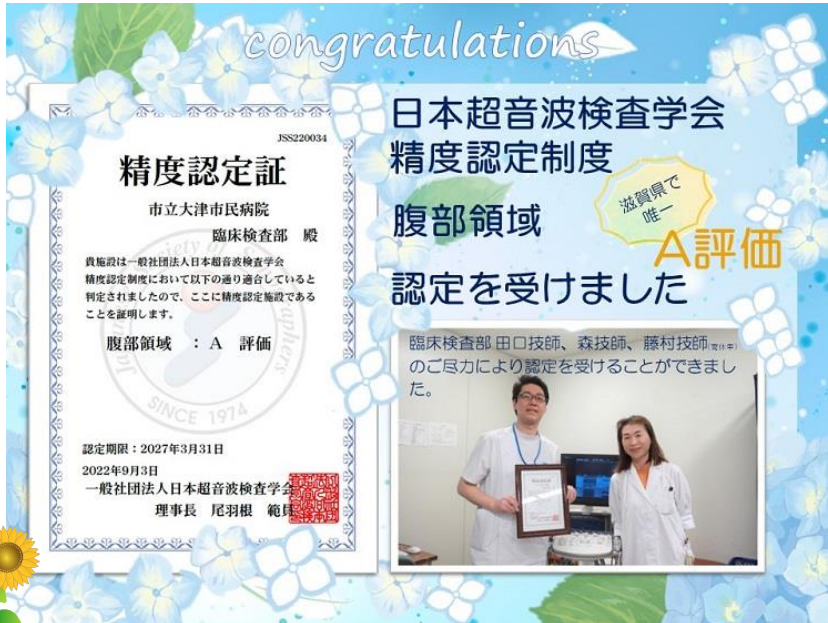 congratulations
JSS220034
精度認定証
市立大津市民病院
臨床検査部 殿
貴施設は一般社団法人日本超音波検査学会
精度認定制度において以下の通り適合していると
判定されましたので、ここに精度認定施設である
ことを証明します。
腹部領域 : A 評価
SINCE 1974
認定期限：2027年3月31日
2022年9月3日
一般社団法人日本超音波検査学会
理事長 尾羽根 範員
日本超音波検査学会
精度認定制度
滋賀県で
唯一
腹部領域
A評価
認定を受けました
臨床検査部 田口技師、森技師、藤村技師(育休中)
のご尽力により認定を受けることができまし
た。